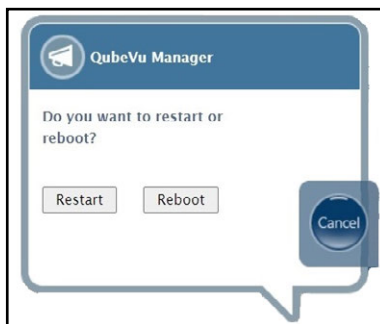 QubeVu Manager
Do you want to restart or
reboot?
Restart Reboot
Cancel